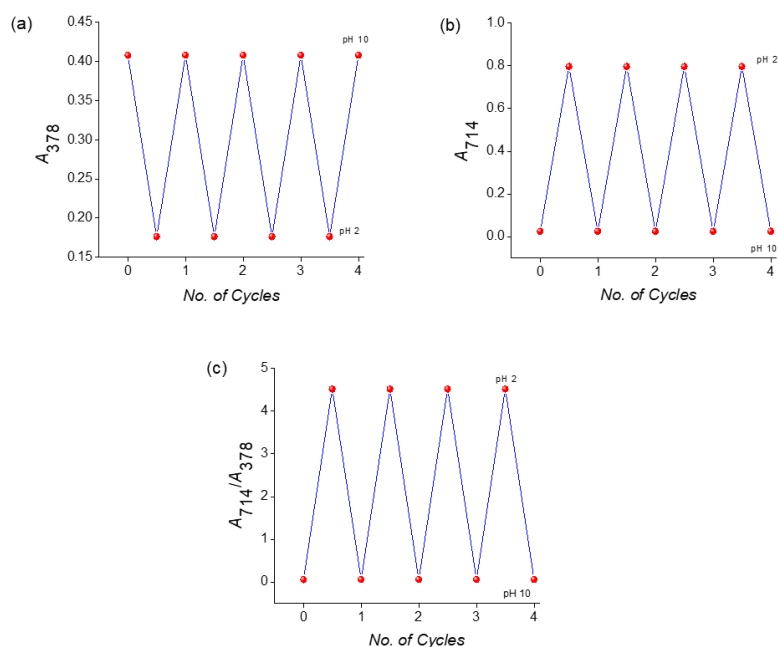 (a)
0.45
0.40
0.35
0.30
0.25
0.20
0.15
A378
pH 10
pH 2
0 1 2 3 4
No. of Cycles
(b)
1.0
0.8
0.6
0.4
0.2
0.0
A714
pH 2
pH 10
0 1 2 3 4
No. of Cycles
(c)
5
4
3
2
1
0
A714/A378
pH 2
pH 10
0 1 2 3 4
No. of Cycles